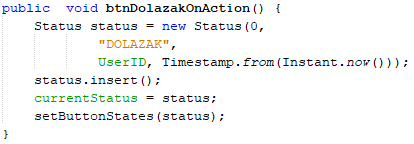 public  void btnDolazakOnAction() {
    Status status = new Status(0,
            "DOLAZAK",
            UserID, Timestamp.from(Instant.now()));
    status.insert();
    currentStatus = status;
    setButtonStates(status);
}